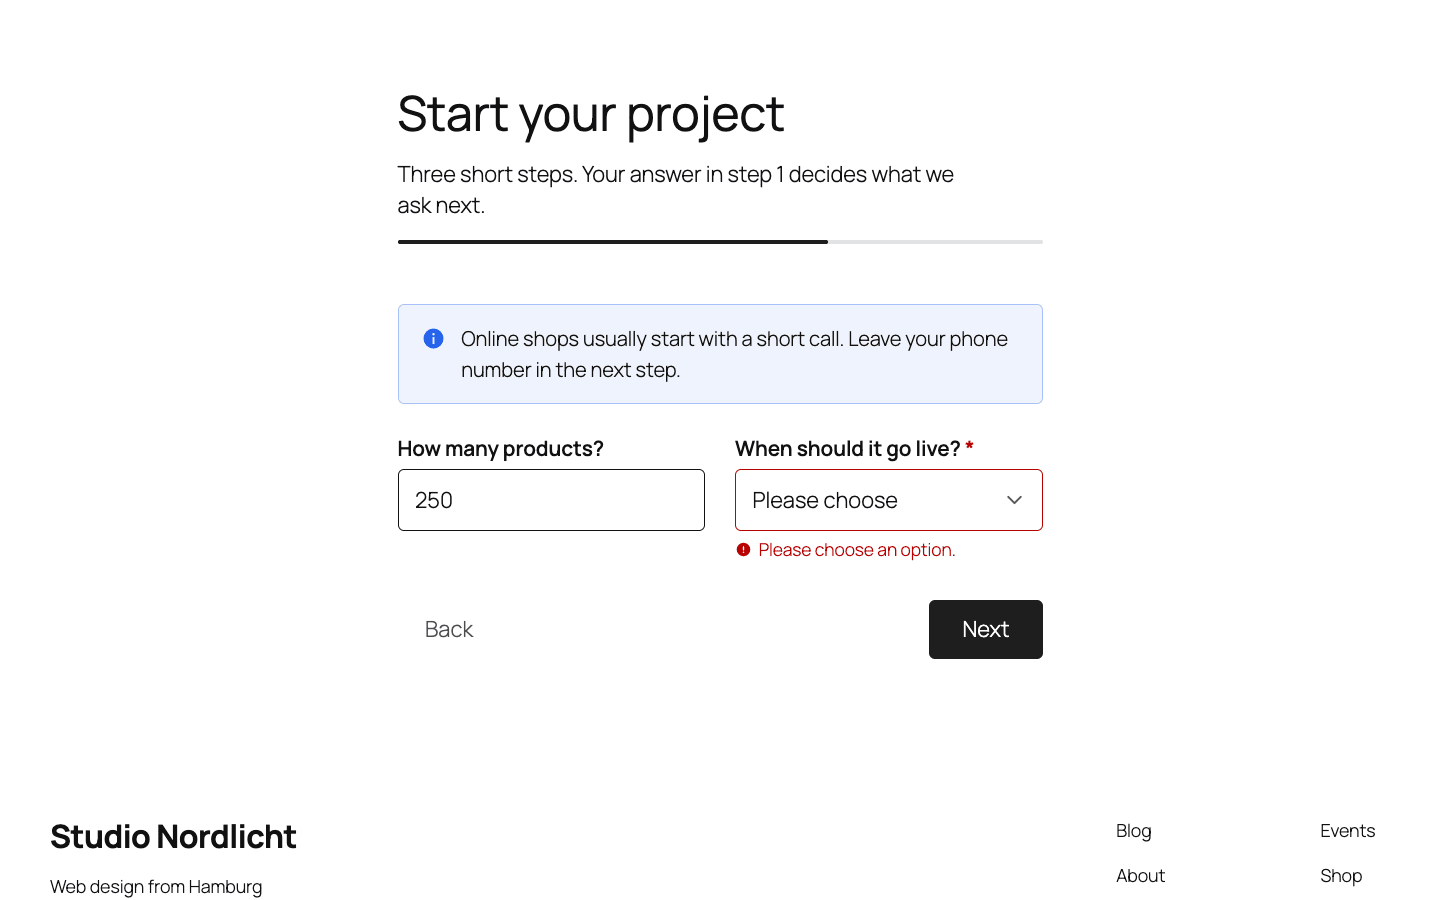 Start your project
Three short steps. Your answer in step 1 decides what we
ask next.
Online shops usually start with a short call. Leave your phone
number in the next step.
How many products?
250
When should it go live? *
Please choose
Please choose an option.
Back
Next
Studio Nordlicht
Web design from Hamburg
Blog
About
Events
Shop